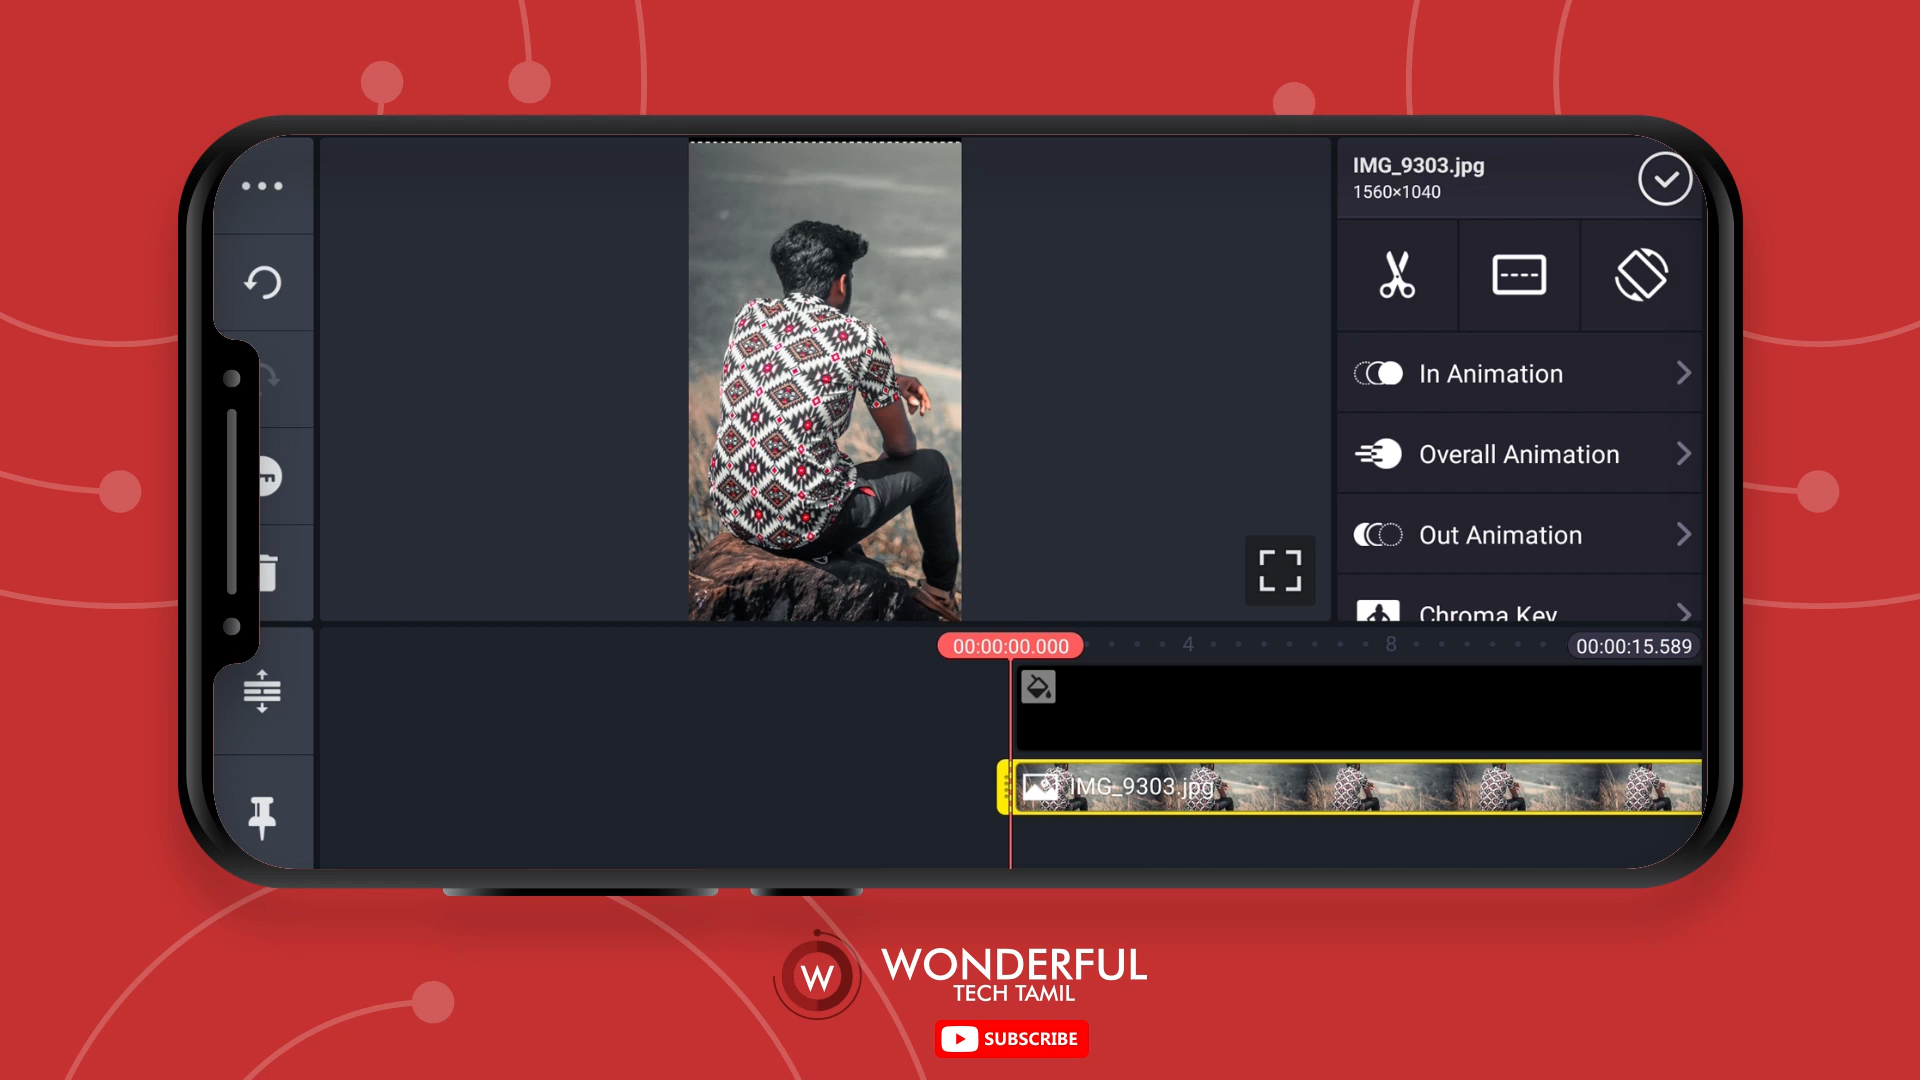 IMG_9303.jpg
1560×1040
In Animation
Overall Animation
Out Animation
Chroma Key
00:00:00.000
4
8
00:00:15.589
IMG_9303.jpg
W
WONDERFUL
TECH TAMIL
SUBSCRIBE